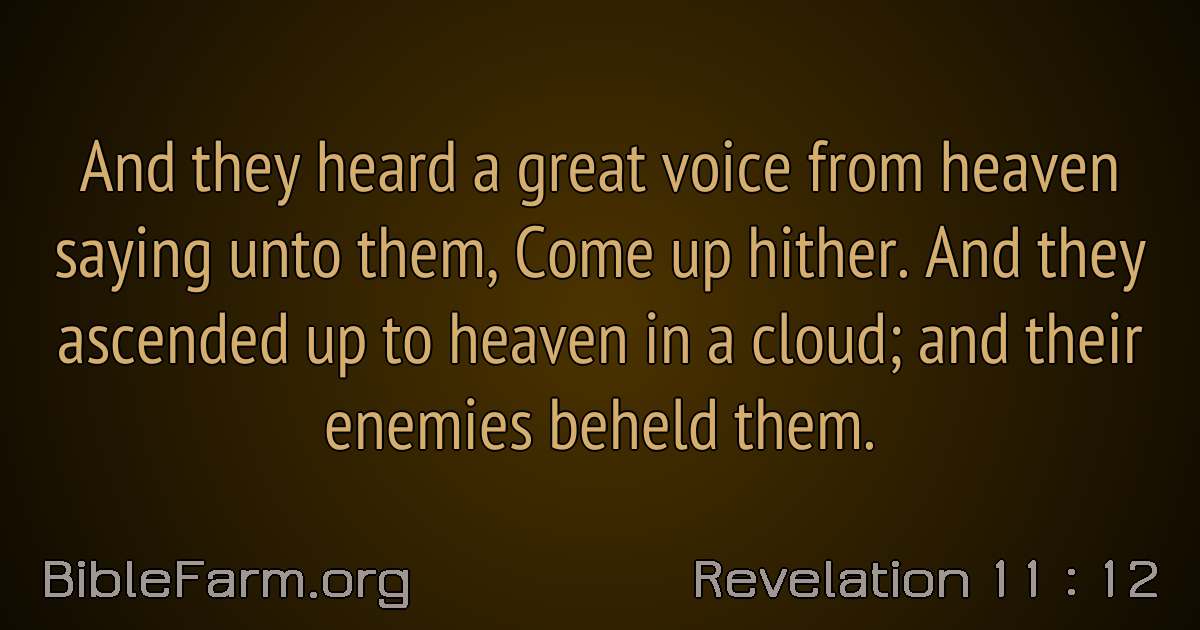 And they heard a great voice from heaven
saying unto them, Come up hither. And they
ascended up to heaven in a cloud; and their
enemies beheld them.
BibleFarm.org
Revelation 11 : 12